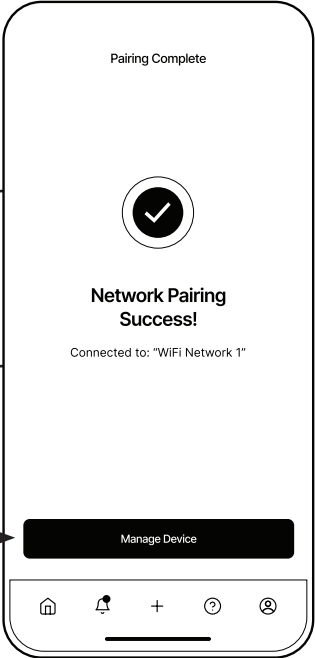 Pairing Complete
Network Pairing
Success!
Connected to: “WiFi Network 1”
Manage Device
?